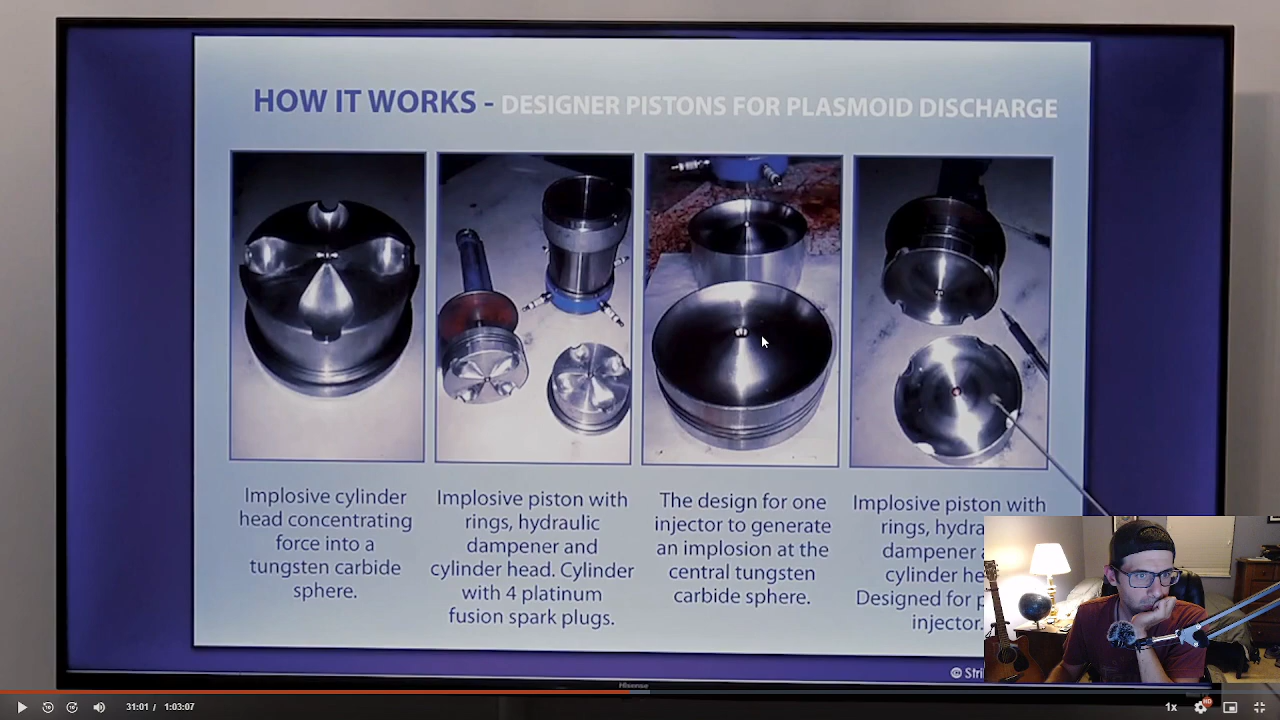 HOW IT WORKS - DESIGNER PISTONS FOR PLASMOID DISCHARGE
Implosive cylinder
head concentrating
force into a
tungsten carbide
sphere.
Implosive piston with
rings, hydraulic
dampener and
cylinder head. Cylinder
with 4 platinum
fusion spark plugs.
The design for one
injector to generate
an implosion at the
central tungsten
carbide sphere.
Implosive piston with
rings,
dampener
cylinder
Designed for
injector.
©
Hisense
31:01 / 1:03:07
1x
HD